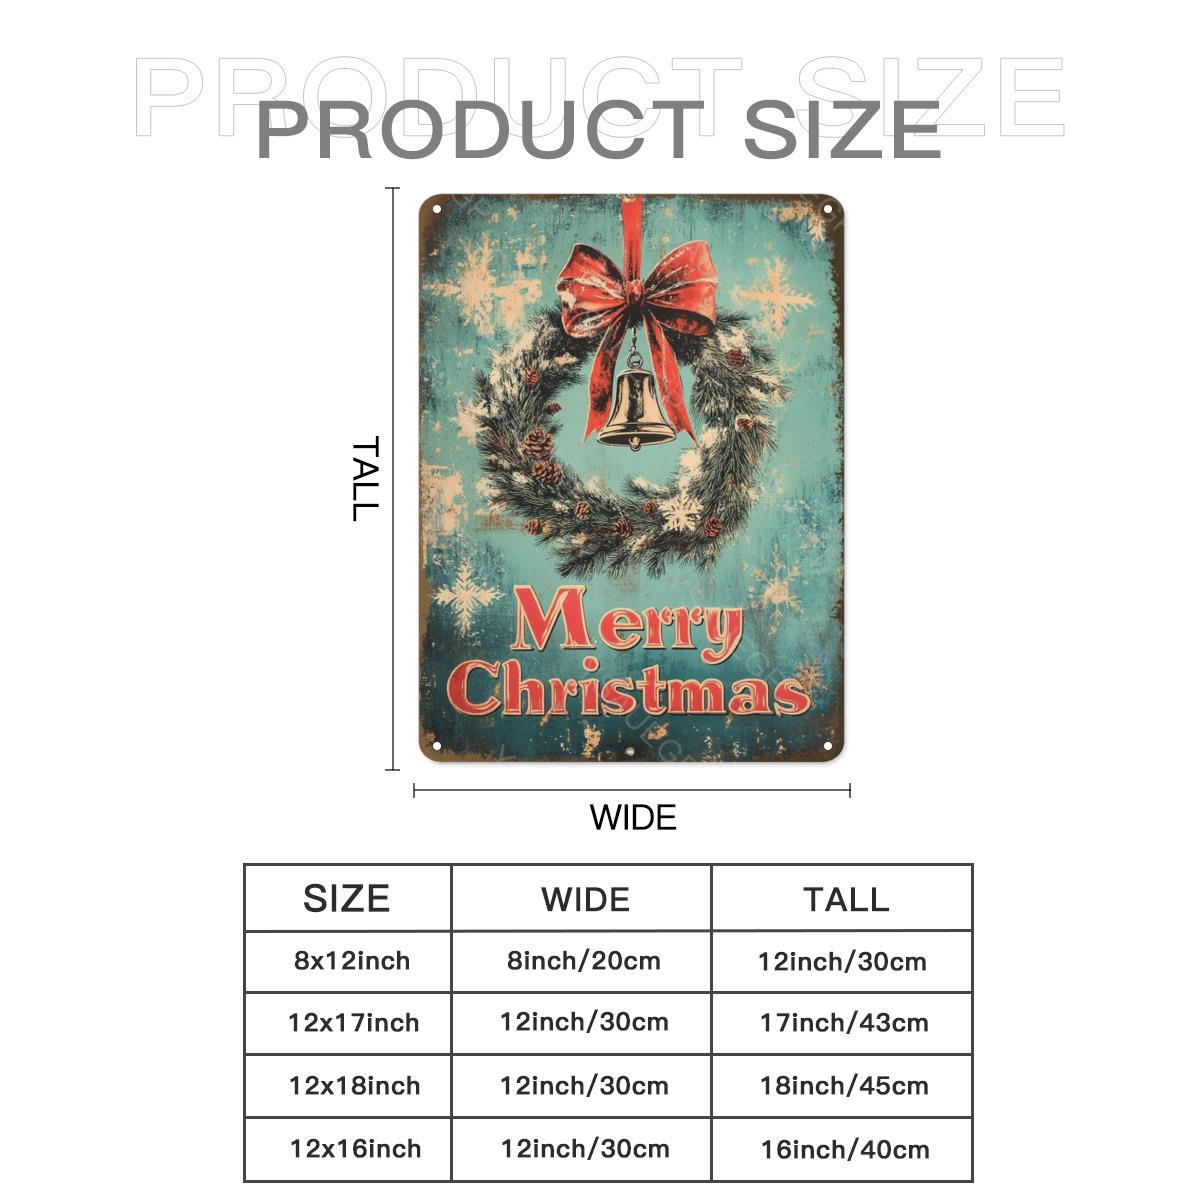 PRODUCT SIZE
PRODUCT SIZE
TALL
Merry
Christmas
WIDE
SIZE WIDE TALL
8x12inch 8inch/20cm 12inch/30cm
12x17inch 12inch/30cm 17inch/43cm
12x18inch 12inch/30cm 18inch/45cm
12x16inch 12inch/30cm 16inch/40cm